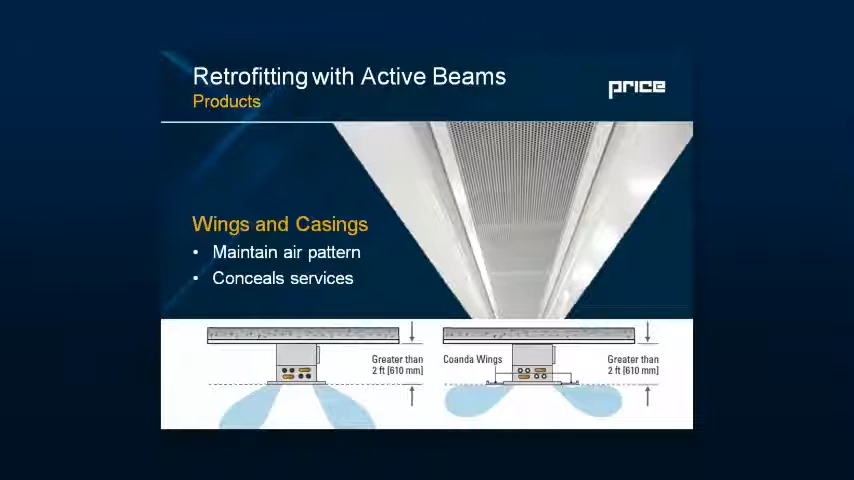 Retrofitting with Active Beams
Products
price
Wings and Casings
• Maintain air pattern
• Conceals services
Greater than
2 ft [610 mm]
Coanda Wings
Greater than
2 ft [610 mm]